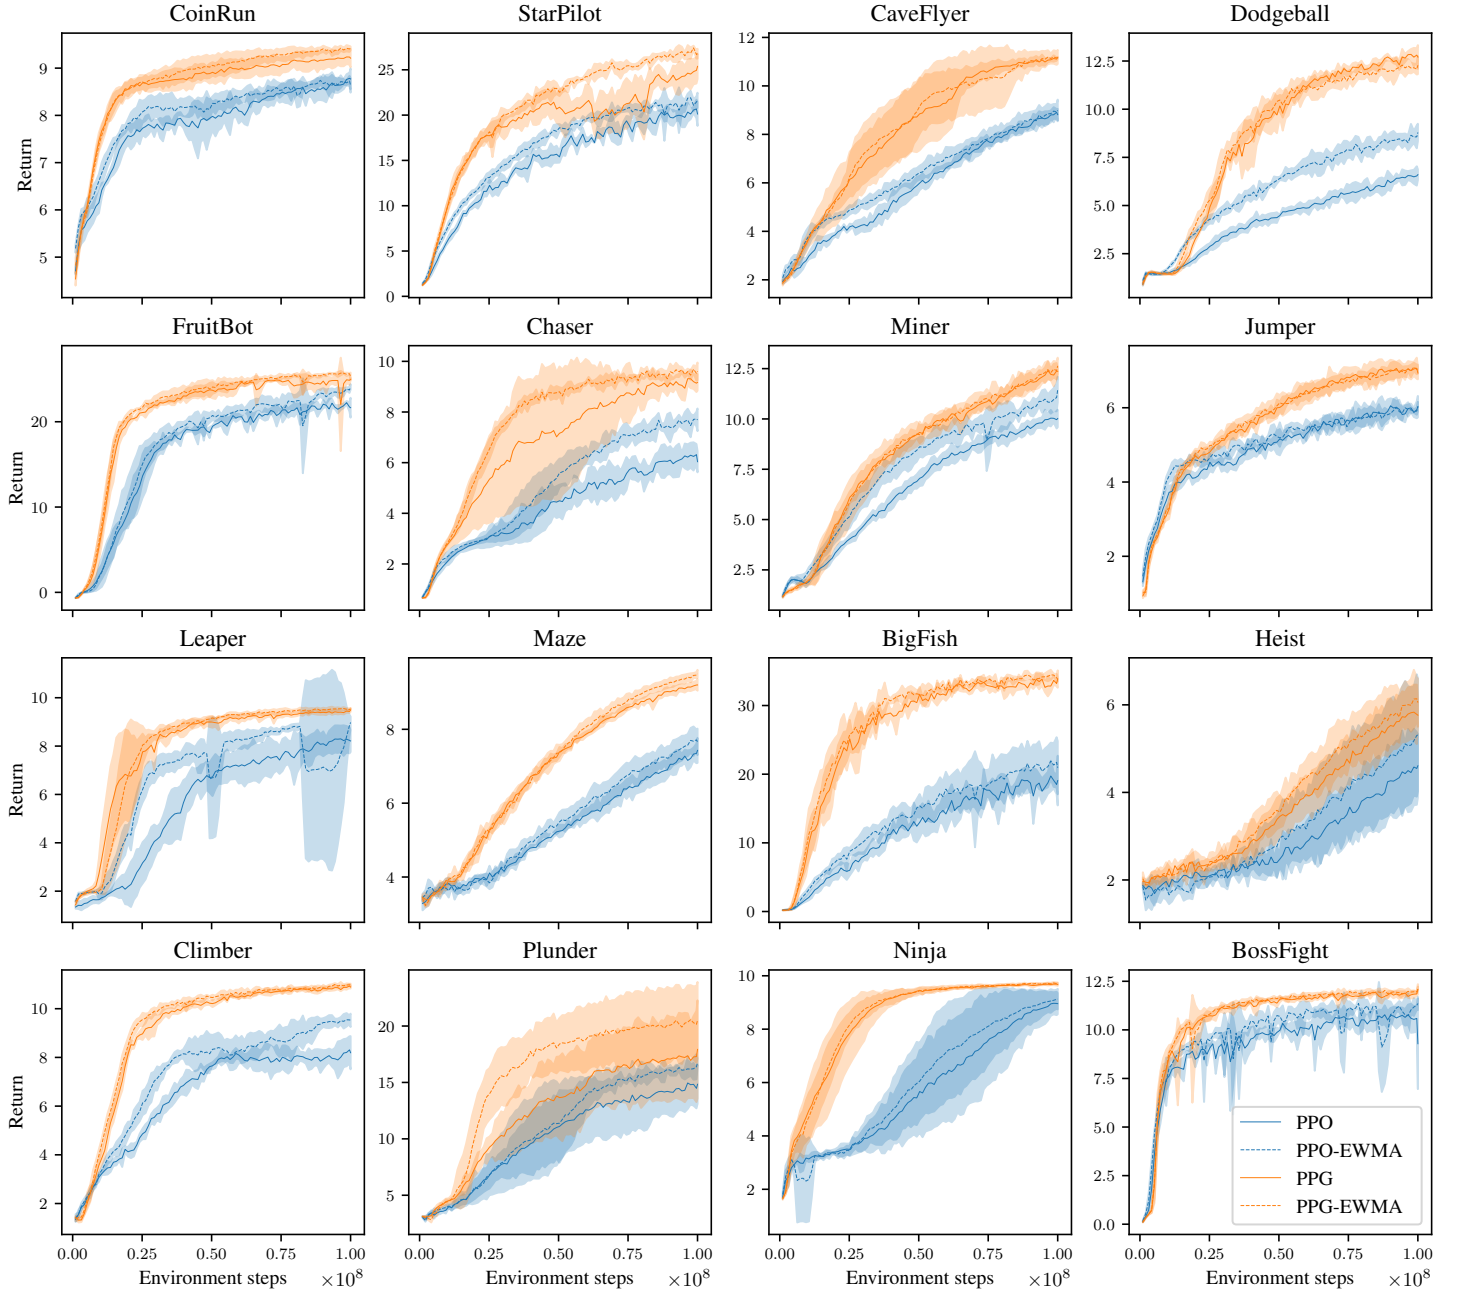 CoinRun
StarPilot
CaveFlyer
Dodgeball
Return
9
8
7
6
5
25
20
15
10
5
0
12
10
8
6
4
2
12.5
10.0
7.5
5.0
2.5
FruitBot
Chaser
Miner
Jumper
Return
20
10
0
10
8
6
4
2
12.5
10.0
7.5
5.0
2.5
6
4
2
Leaper
Maze
BigFish
Heist
Return
10
8
6
4
2
8
6
4
30
20
10
0
6
4
2
Climber
Plunder
Ninja
BossFight
Return
10
8
6
4
2
20
15
10
5
10
8
6
4
2
12.5
10.0
7.5
5.0
2.5
0.0
PPO
PPO-EWMA
PPG
PPG-EWMA
0.00 0.25 0.50 0.75 1.00
0.00 0.25 0.50 0.75 1.00
0.00 0.25 0.50 0.75 1.00
0.00 0.25 0.50 0.75 1.00
Environment steps ×10⁸
Environment steps ×10⁸
Environment steps ×10⁸
Environment steps ×10⁸